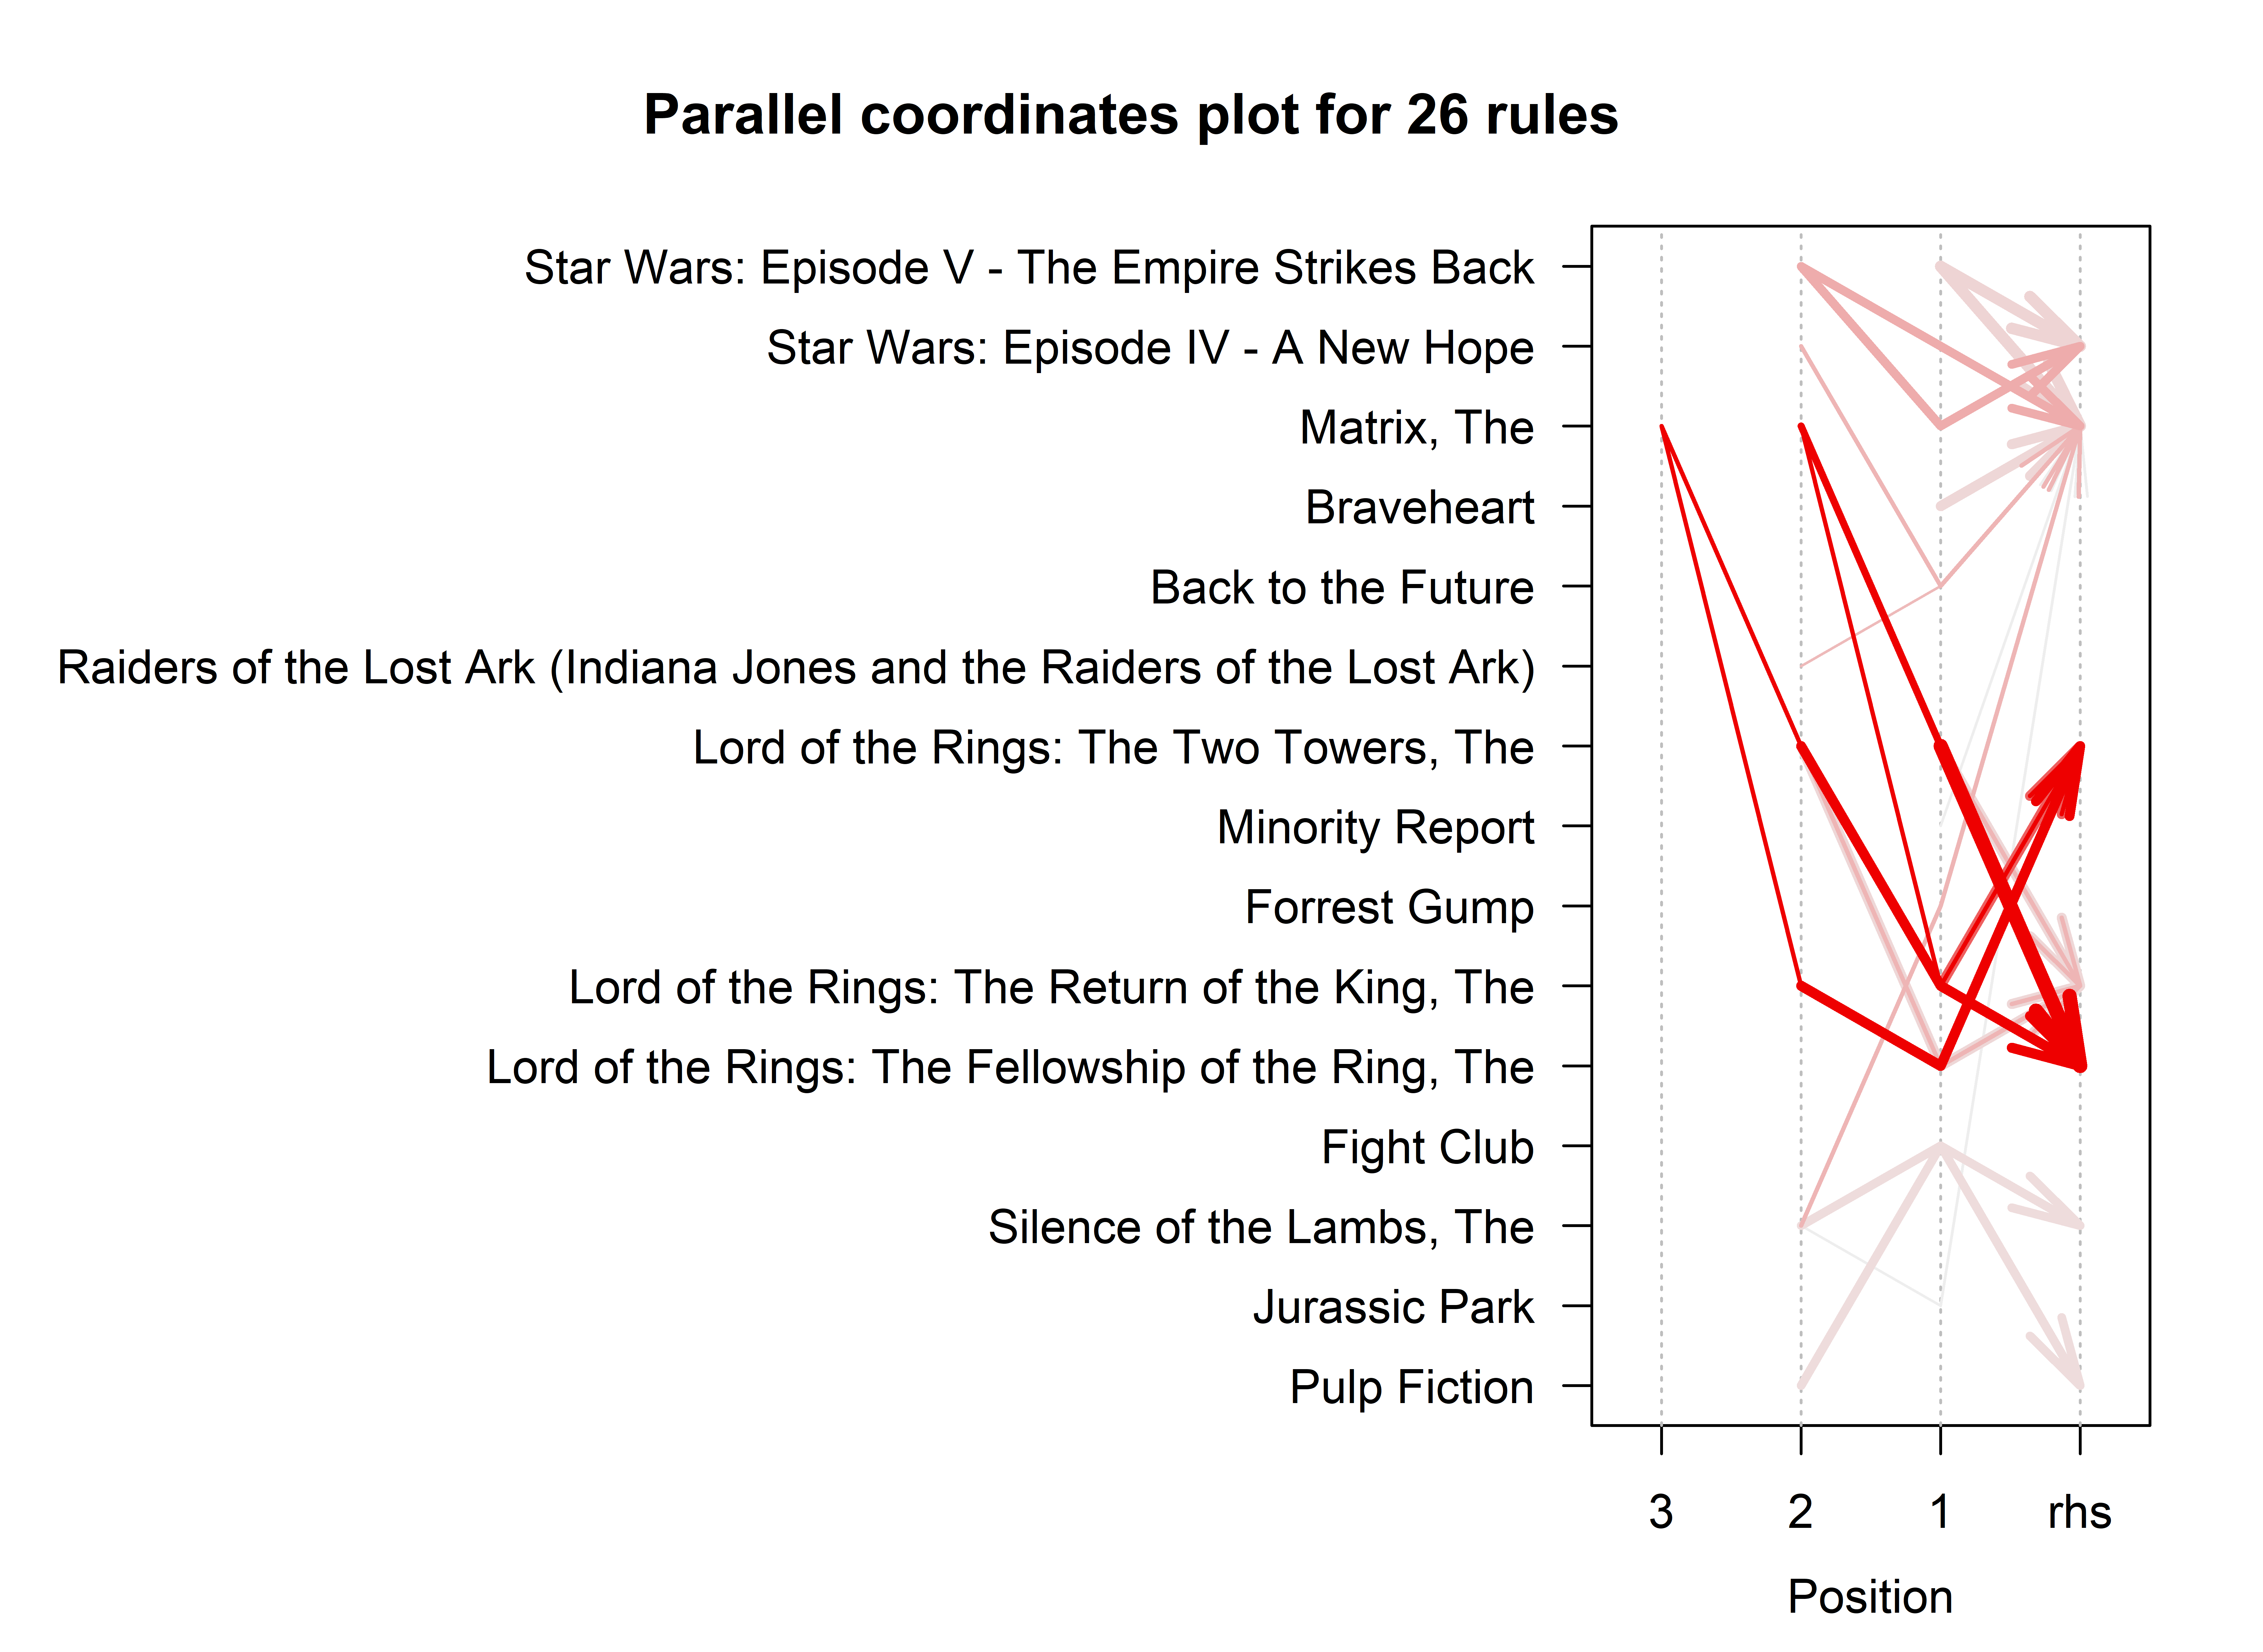 Parallel coordinates plot for 26 rules
Star Wars: Episode V - The Empire Strikes Back
Star Wars: Episode IV - A New Hope
Matrix, The
Braveheart
Back to the Future
Raiders of the Lost Ark (Indiana Jones and the Raiders of the Lost Ark)
Lord of the Rings: The Two Towers, The
Minority Report
Forrest Gump
Lord of the Rings: The Return of the King, The
Lord of the Rings: The Fellowship of the Ring, The
Fight Club
Silence of the Lambs, The
Jurassic Park
Pulp Fiction
3 2 1 rhs
Position